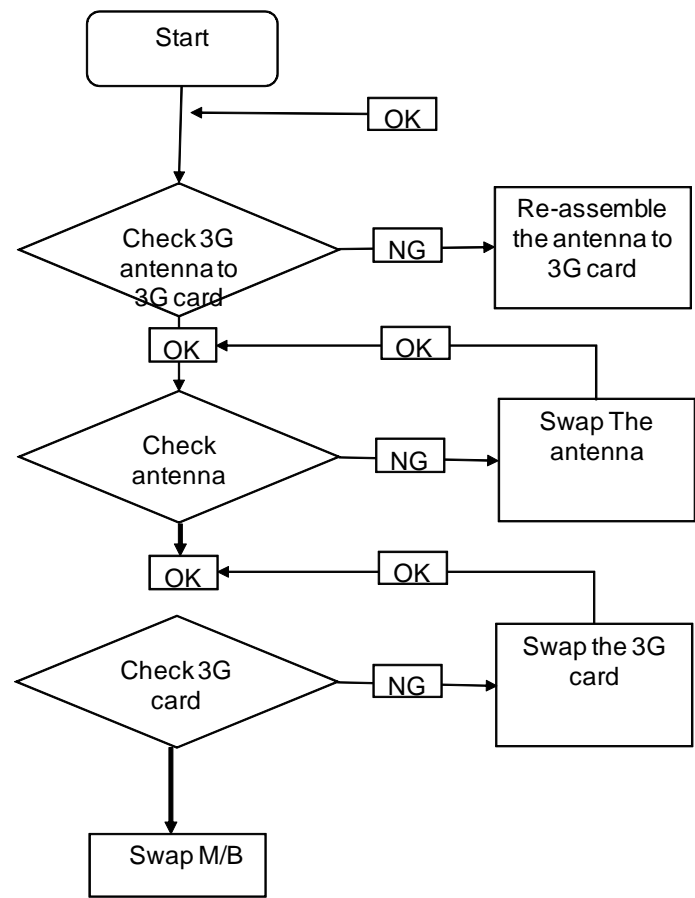 Start
OK
Check 3G
antenna to
3G card
NG
Re-assemble
the antenna to
3G card
OK
OK
Check
antenna
NG
Swap The
antenna
OK
OK
Check 3G
card
NG
Swap the 3G
card
Swap M/B